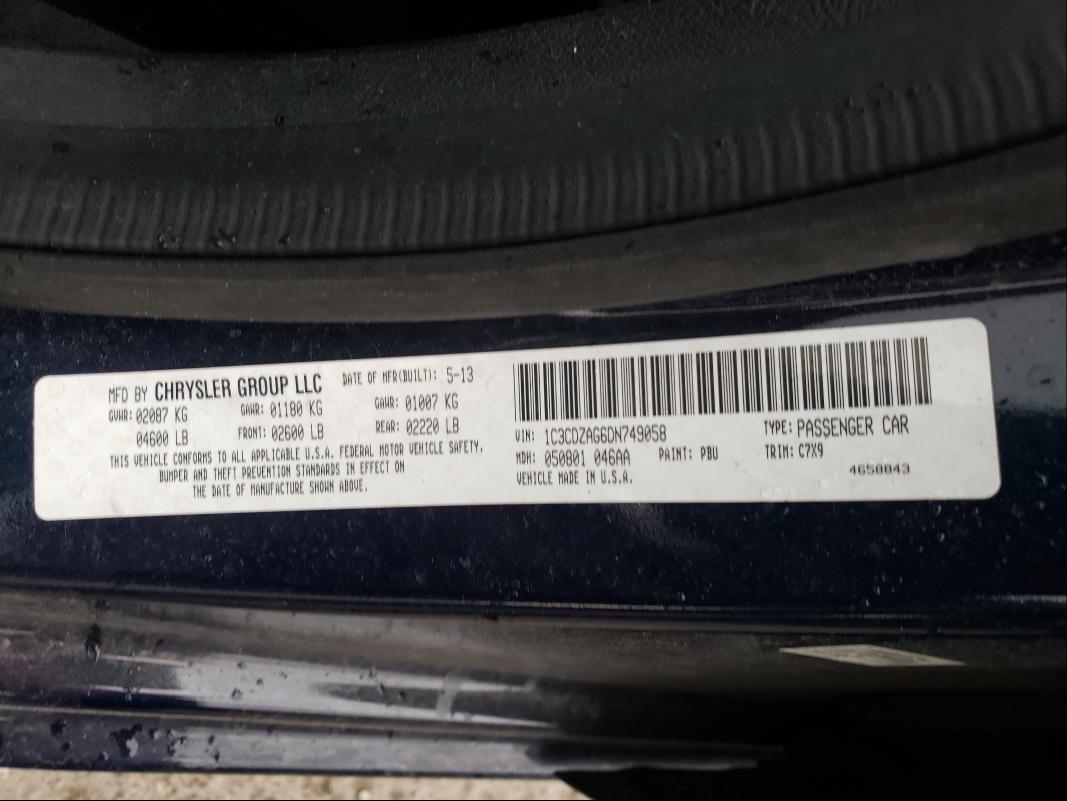 MFD BY CHRYSLER GROUP LLC DATE OF MFR(BUILT): 5-13
GVWR: 02087 KG GAWR: 01180 KG GAWR: 01007 KG
04600 LB FRONT: 02600 LB REAR: 02220 LB
THIS VEHICLE CONFORMS TO ALL APPLICABLE U.S.A. FEDERAL MOTOR VEHICLE SAFETY,
BUMPER AND THEFT PREVENTION STANDARDS IN EFFECT ON
THE DATE OF MANUFACTURE SHOWN ABOVE.
VIN: 1C3CDZAG6DN749058 TYPE: PASSENGER CAR
MDH: 050801 046AA PAINT: PBU TRIM: C7X9
VEHICLE MADE IN U.S.A. 4658843